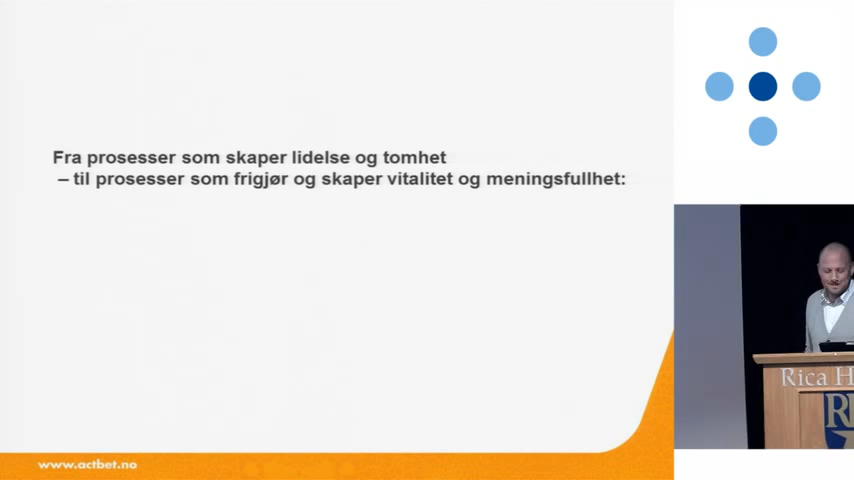 Fra prosesser som skaper lidelse og tomhet
– til prosesser som frigjør og skaper vitalitet og meningsfullhet:
www.actbet.no
Rica H